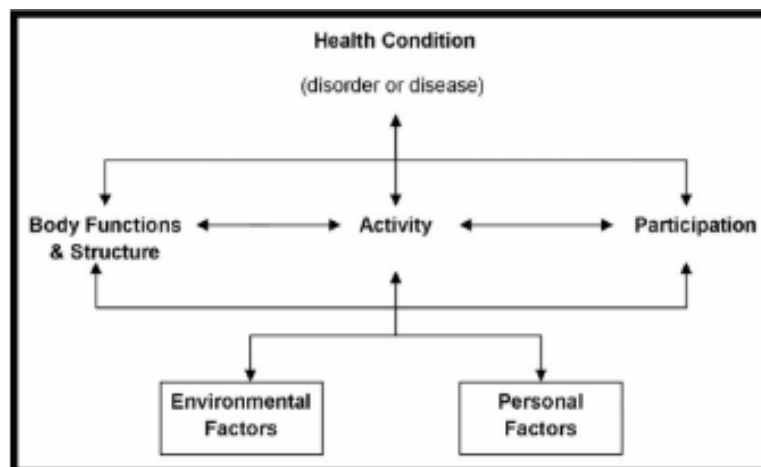 Health Condition
(disorder or disease)
Body Functions
& Structure
Activity
Participation
Environmental
Factors
Personal
Factors